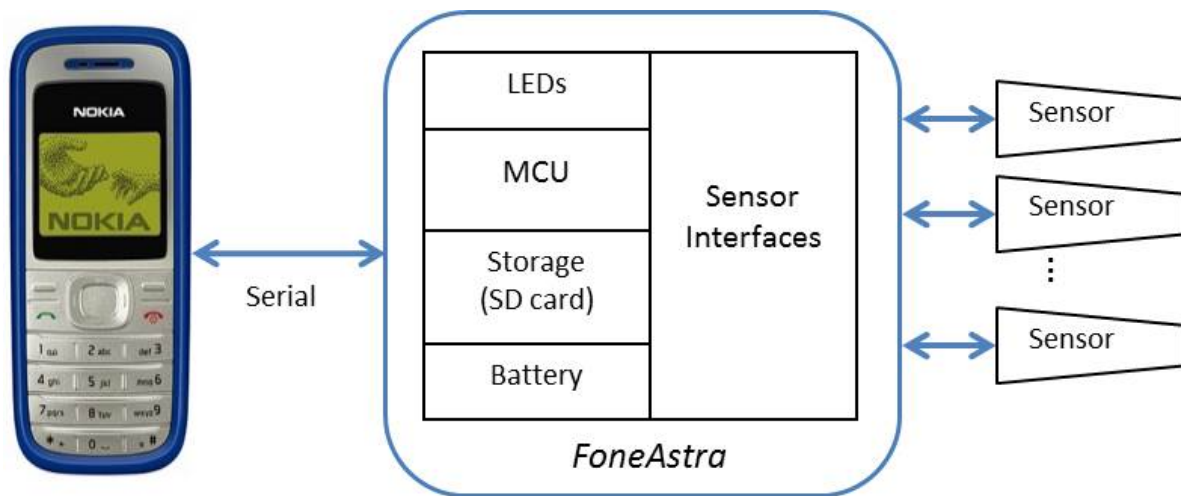 NOKIA
NOKIA
1
2 abc
def 3
4 ghi
5 jkl
mno 6
7 pqrs
8 tuv
wxyz 9
*
0
#
Serial
LEDs
MCU
Storage
(SD card)
Battery
Sensor
Interfaces
FoneAstra
Sensor
Sensor
⋮
Sensor